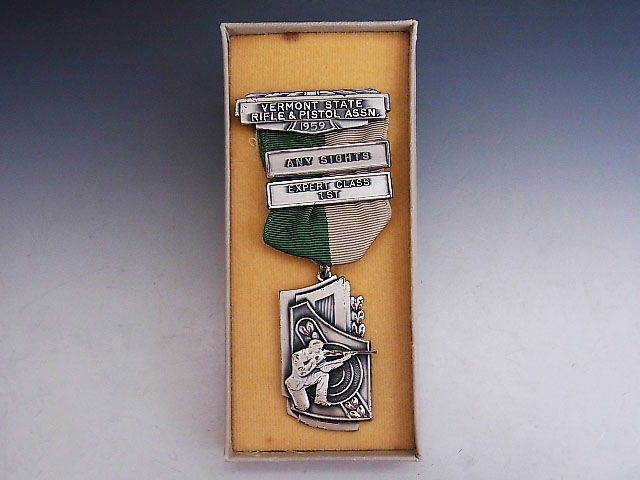 VERMONT STATE
RIFLE & PISTOL ASSN.
1959
ANY SIGHTS
EXPERT CLASS
1ST